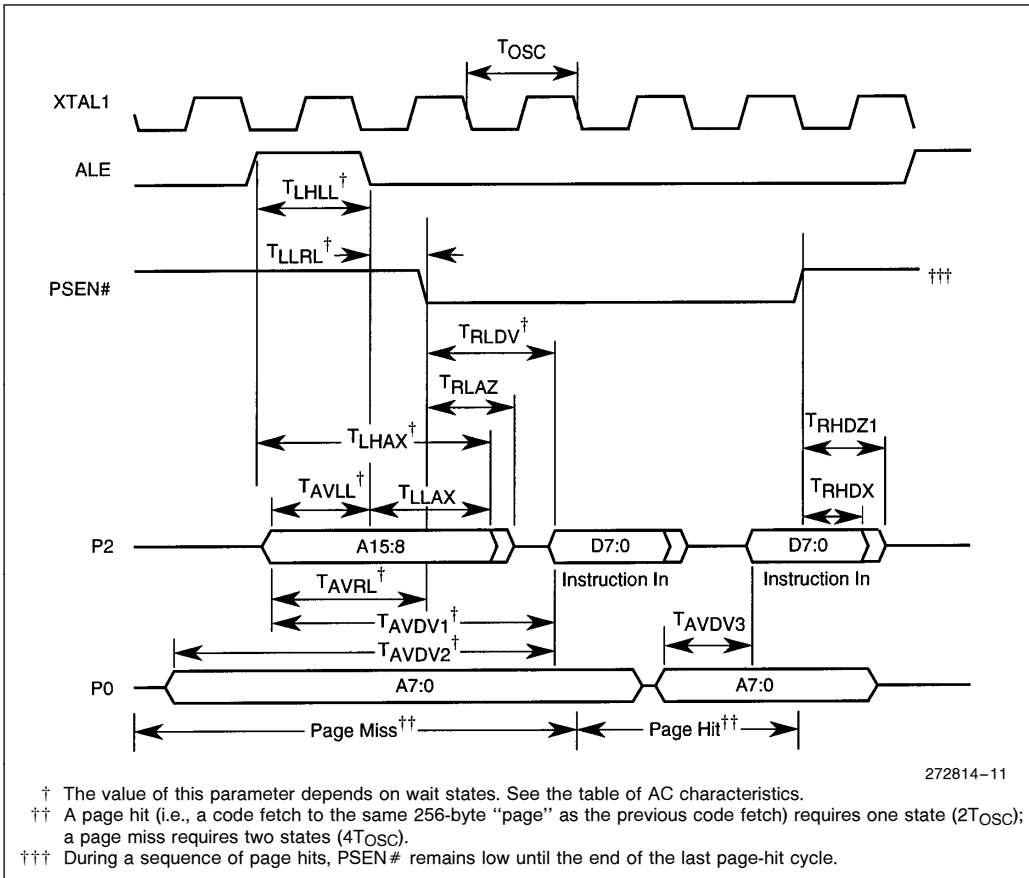 TOSC
XTAL1
ALE
TLHLL†
TLLRL†
PSEN#
†††
TRLDV†
TRLAZ
TLHAX†
TRHDZ1
TAVLL†
TLLAX
TRHDX
P2
A15:8
D7:0
D7:0
Instruction In
Instruction In
TAVRL†
TAVDV1†
TAVDV2†
TAVDV3
P0
A7:0
A7:0
Page Miss††
Page Hit††
272814–11
† The value of this parameter depends on wait states. See the table of AC characteristics.
†† A page hit (i.e., a code fetch to the same 256-byte “page” as the previous code fetch) requires one state (2TOSC);
a page miss requires two states (4TOSC).
††† During a sequence of page hits, PSEN# remains low until the end of the last page-hit cycle.